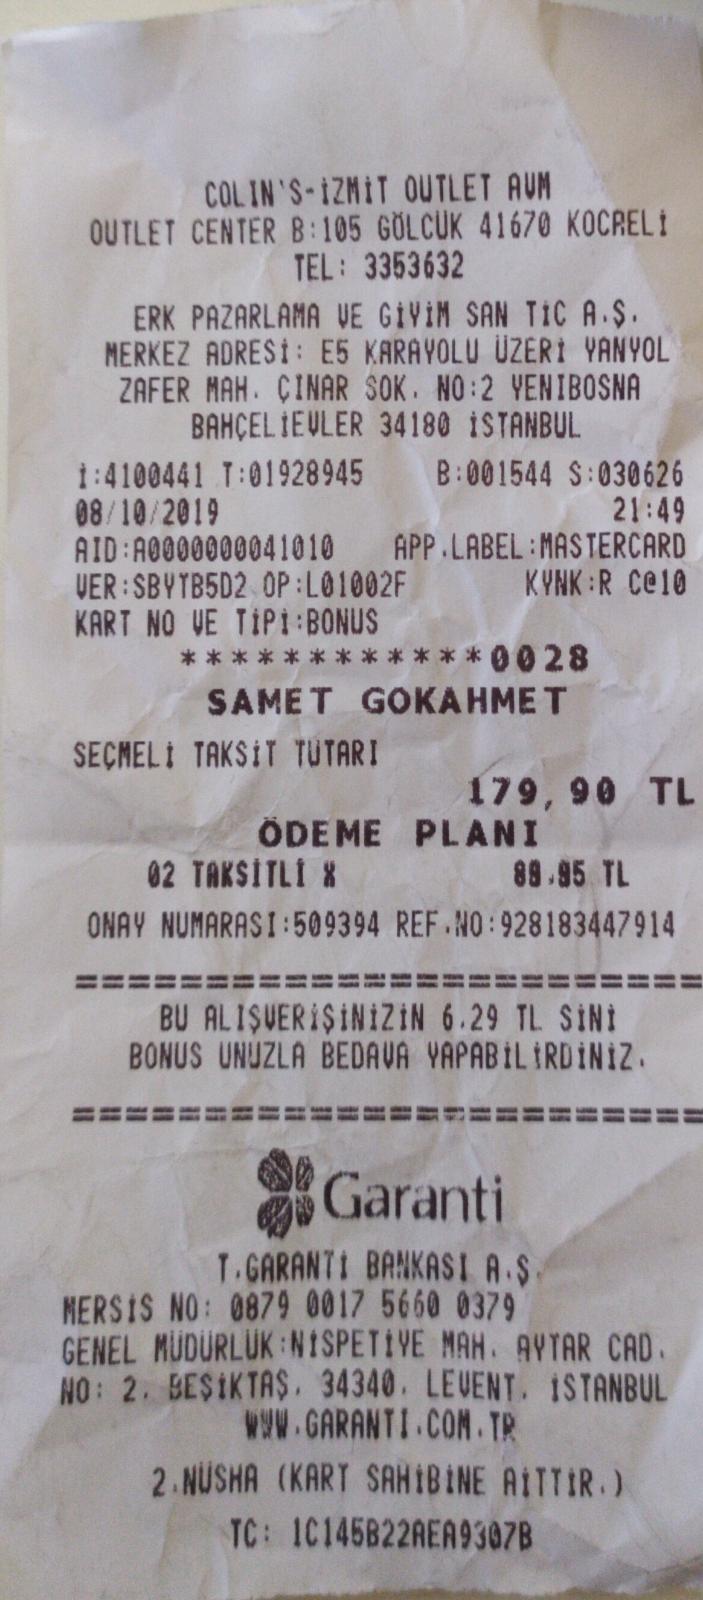 COLIN'S-İZMİT OUTLET AVM
OUTLET CENTER B:105 GÖLCÜK 41670 KOCAELİ
TEL: 3353632
ERK PAZARLAMA VE GİYİM SAN TİC A.Ş.
MERKEZ ADRESİ: E5 KARAYOLU ÜZERİ YANYOL
ZAFER MAH. ÇINAR SOK. NO:2 YENIBOSNA
BAHÇELİEVLER 34180 İSTANBUL
İ:4100441 T:01928945 B:001544 S:030626
08/10/2019 21:49
AID:A0000000041010 APP.LABEL:MASTERCARD
VER:SBYTB5D2 OP:L01002F KYNK:R C@10
KART NO VE TİPİ:BONUS
************0028
SAMET GOKAHMET
SEÇMELİ TAKSİT TUTARI
179,90 TL
ÖDEME PLANI
02 TAKSİTLİ X 89.95 TL
ONAY NUMARASI:509394 REF.NO:928183447914
==========================
BU ALIŞVERİŞİNİZİN 6.29 TL SİNİ
BONUS UNUZLA BEDAVA YAPABİLİRDİNİZ.
==========================
Garanti
T.GARANTİ BANKASI A.Ş.
MERSİS NO: 0879 0017 5660 0379
GENEL MÜDÜRLÜK:NİSPETİYE MAH. AYTAR CAD.
NO: 2. BEŞİKTAŞ. 34340. LEVENT. İSTANBUL
WWW.GARANTI.COM.TR
2.NÜSHA (KART SAHİBİNE AİTTİR.)
TC: 1C145B22AEA9307B